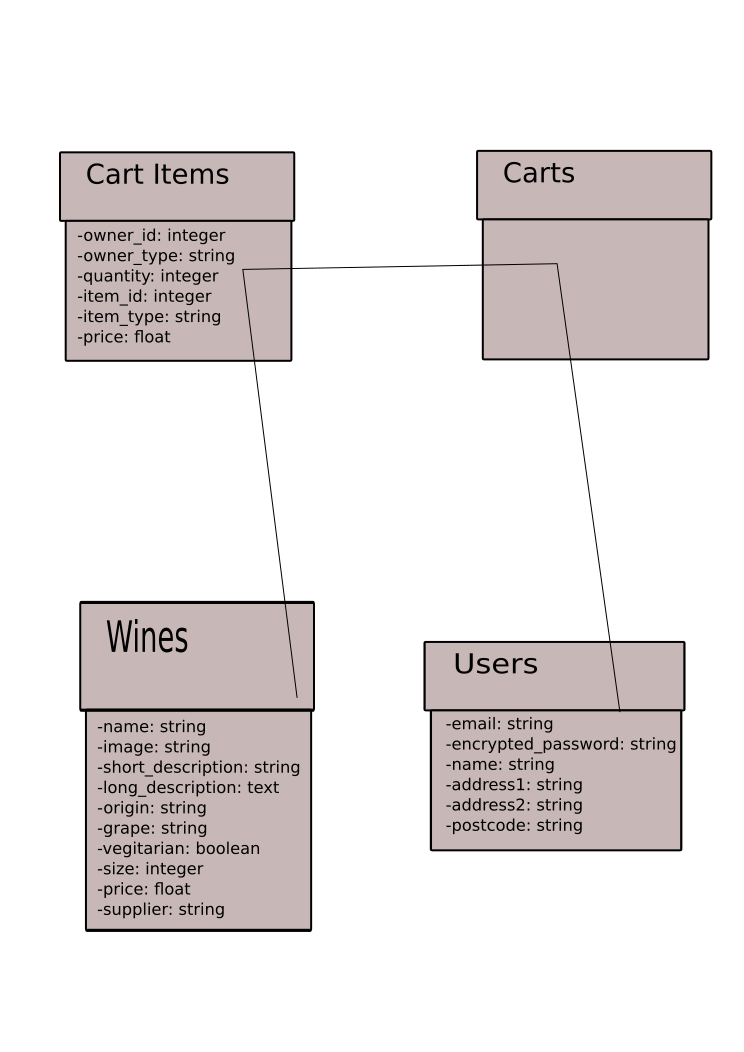 Cart Items
-owner_id: integer
-owner_type: string
-quantity: integer
-item_id: integer
-item_type: string
-price: float
Carts
Wines
-name: string
-image: string
-short_description: string
-long_description: text
-origin: string
-grape: string
-vegitarian: boolean
-size: integer
-price: float
-supplier: string
Users
-email: string
-encrypted_password: string
-name: string
-address1: string
-address2: string
-postcode: string